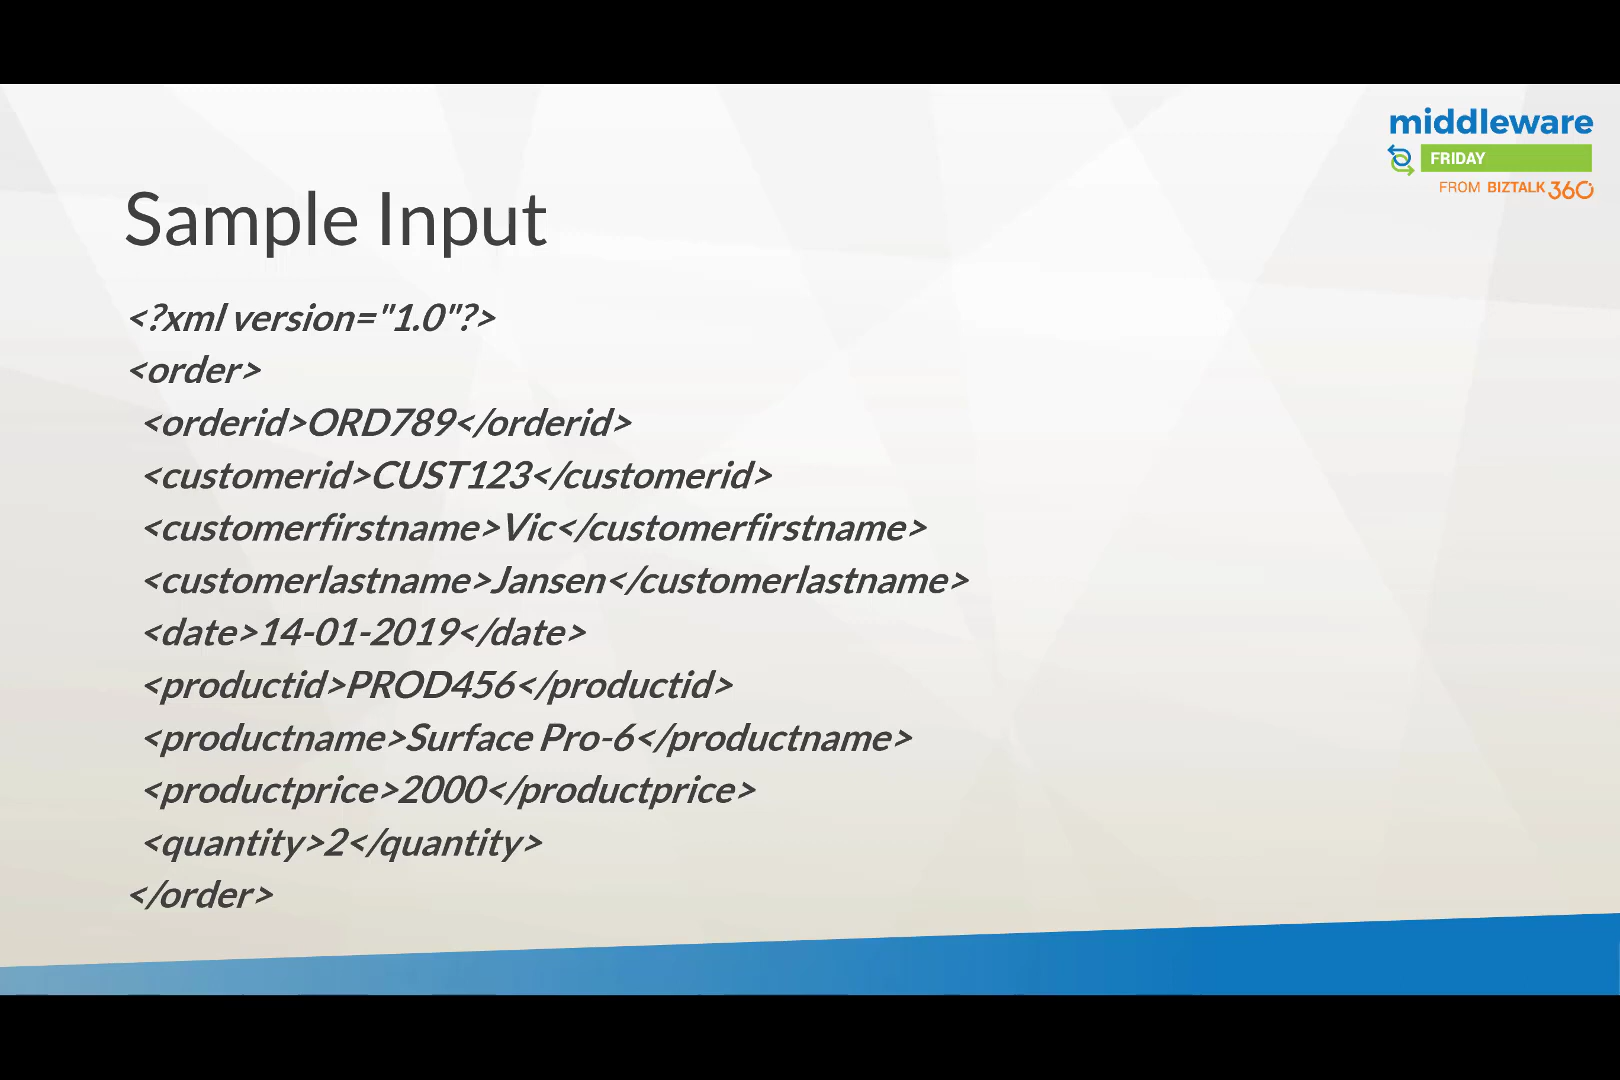 middleware
FRIDAY
FROM BIZTALK 360
Sample Input
<?xml version="1.0"?>
<order>
<orderid>ORD789</orderid>
<customerid>CUST123</customerid>
<customerfirstname>Vic</customerfirstname>
<customerlastname>Jansen</customerlastname>
<date>14-01-2019</date>
<productid>PROD456</productid>
<productname>Surface Pro-6</productname>
<productprice>2000</productprice>
<quantity>2</quantity>
</order>